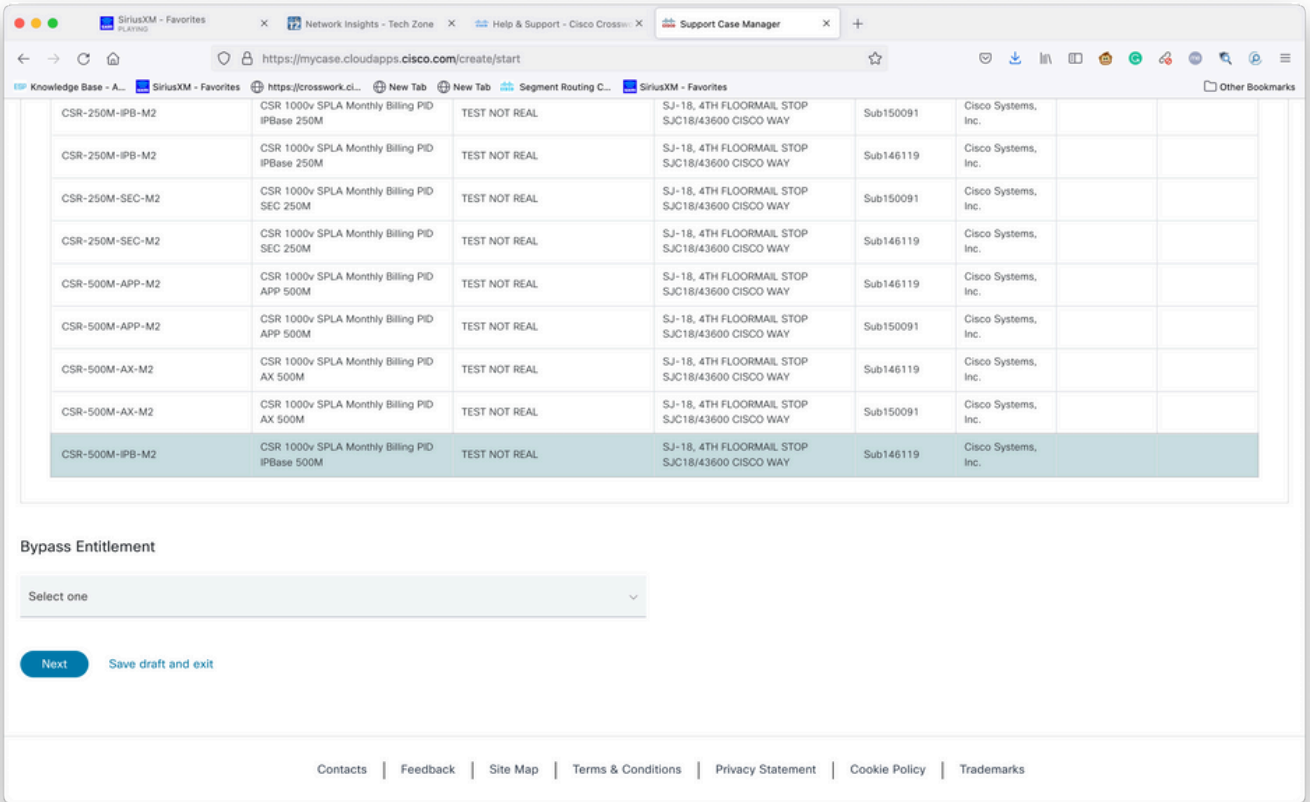 SiriusXM - Favorites
PLAYING
Network Insights - Tech Zone
Help & Support - Cisco Crossw
Support Case Manager
https://mycase.cloudapps.cisco.com/create/start
Knowledge Base - A...
SiriusXM - Favorites
https://crosswork.ci...
New Tab
New Tab
Segment Routing C...
SiriusXM - Favorites
Other Bookmarks
CSR-250M-IPB-M2
CSR 1000v SPLA Monthly Billing PID
IPBase 250M
TEST NOT REAL
SJ-18, 4TH FLOORMAIL STOP
SJC18/43600 CISCO WAY
Sub150091
Cisco Systems,
Inc.
CSR-250M-IPB-M2
CSR 1000v SPLA Monthly Billing PID
IPBase 250M
TEST NOT REAL
SJ-18, 4TH FLOORMAIL STOP
SJC18/43600 CISCO WAY
Sub146119
Cisco Systems,
Inc.
CSR-250M-SEC-M2
CSR 1000v SPLA Monthly Billing PID
SEC 250M
TEST NOT REAL
SJ-18, 4TH FLOORMAIL STOP
SJC18/43600 CISCO WAY
Sub150091
Cisco Systems,
Inc.
CSR-250M-SEC-M2
CSR 1000v SPLA Monthly Billing PID
SEC 250M
TEST NOT REAL
SJ-18, 4TH FLOORMAIL STOP
SJC18/43600 CISCO WAY
Sub146119
Cisco Systems,
Inc.
CSR-500M-APP-M2
CSR 1000v SPLA Monthly Billing PID
APP 500M
TEST NOT REAL
SJ-18, 4TH FLOORMAIL STOP
SJC18/43600 CISCO WAY
Sub146119
Cisco Systems,
Inc.
CSR-500M-APP-M2
CSR 1000v SPLA Monthly Billing PID
APP 500M
TEST NOT REAL
SJ-18, 4TH FLOORMAIL STOP
SJC18/43600 CISCO WAY
Sub150091
Cisco Systems,
Inc.
CSR-500M-AX-M2
CSR 1000v SPLA Monthly Billing PID
AX 500M
TEST NOT REAL
SJ-18, 4TH FLOORMAIL STOP
SJC18/43600 CISCO WAY
Sub146119
Cisco Systems,
Inc.
CSR-500M-AX-M2
CSR 1000v SPLA Monthly Billing PID
AX 500M
TEST NOT REAL
SJ-18, 4TH FLOORMAIL STOP
SJC18/43600 CISCO WAY
Sub150091
Cisco Systems,
Inc.
CSR-500M-IPB-M2
CSR 1000v SPLA Monthly Billing PID
IPBase 500M
TEST NOT REAL
SJ-18, 4TH FLOORMAIL STOP
SJC18/43600 CISCO WAY
Sub146119
Cisco Systems,
Inc.
Bypass Entitlement
Select one
Next
Save draft and exit
Contacts
Feedback
Site Map
Terms & Conditions
Privacy Statement
Cookie Policy
Trademarks